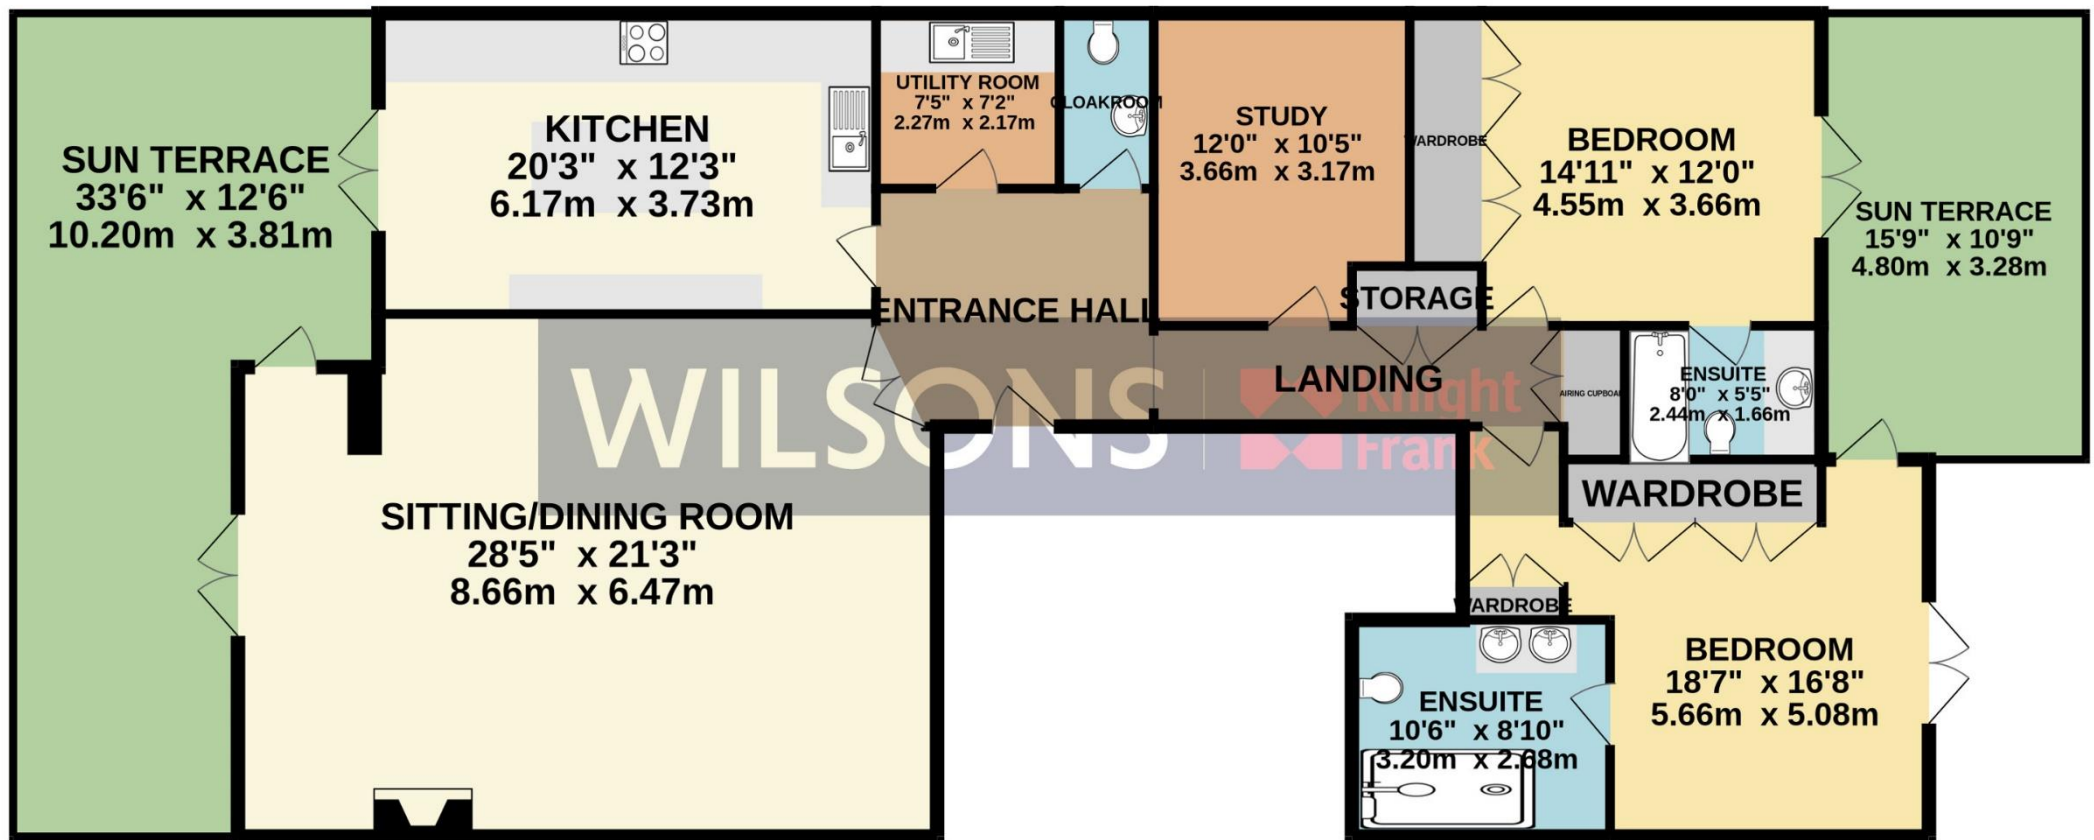 SUN TERRACE
33'6" x 12'6"
10.20m x 3.81m
KITCHEN
20'3" x 12'3"
6.17m x 3.73m
UTILITY ROOM
7'5" x 7'2"
2.27m x 2.17m
CLOAKROOM
STUDY
12'0" x 10'5"
3.66m x 3.17m
WARDROBE
BEDROOM
14'11" x 12'0"
4.55m x 3.66m
SUN TERRACE
15'9" x 10'9"
4.80m x 3.28m
ENTRANCE HALL
STORAGE
LANDING
AIRING CUPBOA
ENSUITE
8'0" x 5'5"
2.44m x 1.66m
WILSONS
Knight
Frank
SITTING/DINING ROOM
28'5" x 21'3"
8.66m x 6.47m
WARDROBE
WARDROBE
BEDROOM
18'7" x 16'8"
5.66m x 5.08m
ENSUITE
10'6" x 8'10"
3.20m x 2.68m